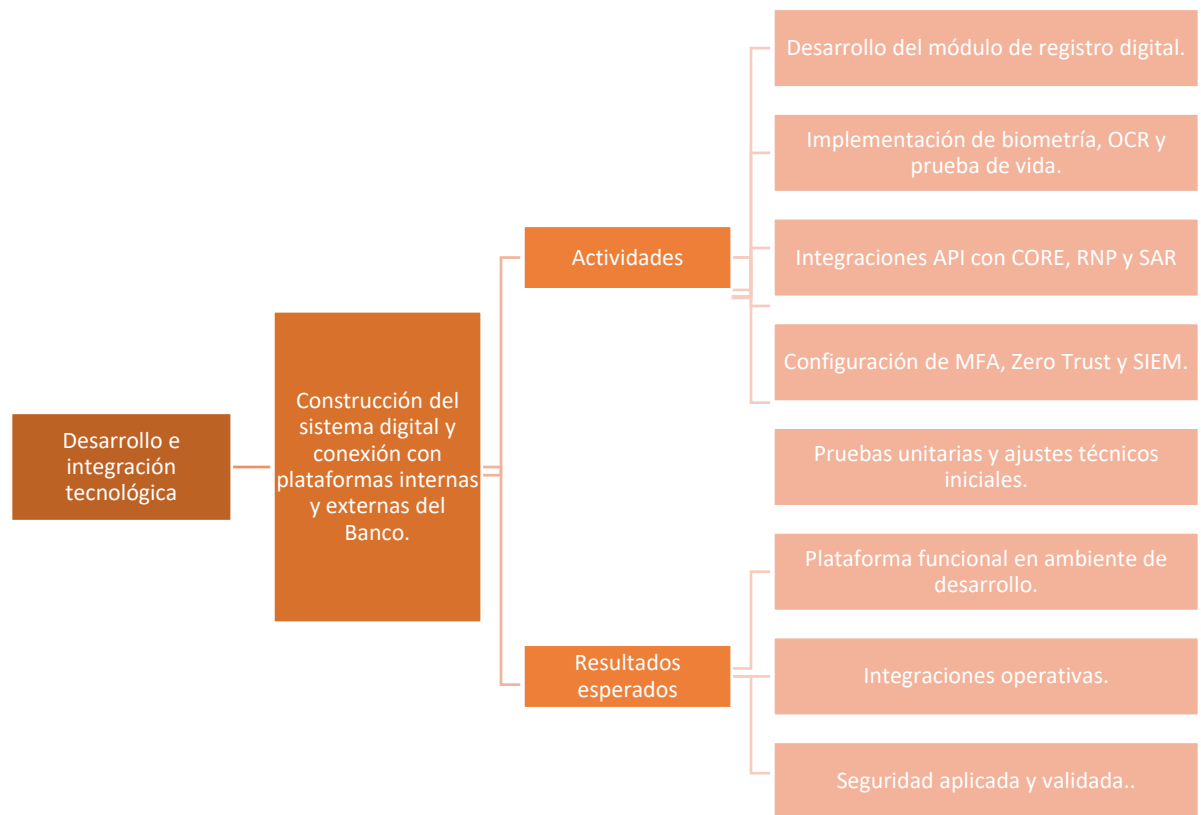 Desarrollo e
integración
tecnológica
Construcción del
sistema digital y
conexión con
plataformas internas
y externas del
Banco.
Actividades
Desarrollo del módulo de registro digital.
Implementación de biometría, OCR y
prueba de vida.
Integraciones API con CORE, RNP y SAR
Configuración de MFA, Zero Trust y SIEM.
Pruebas unitarias y ajustes técnicos
iniciales.
Resultados
esperados
Plataforma funcional en ambiente de
desarrollo.
Integraciones operativas.
Seguridad aplicada y validada..